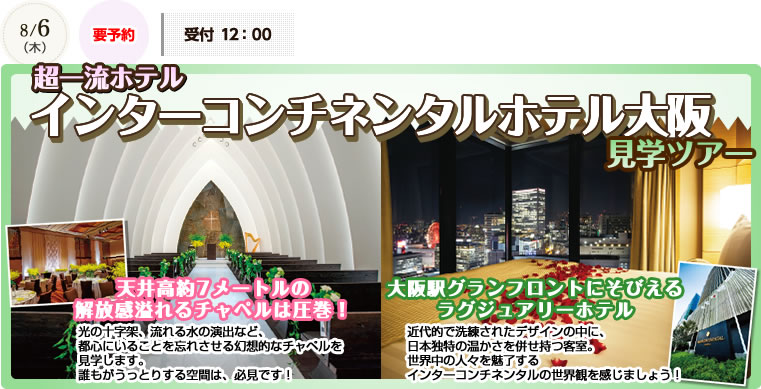 8/6
(木)
要予約
受付 12:00
超一流ホテル
インターコンチネンタルホテル大阪
見学ツアー
天井高約7メートルの
解放感溢れるチャペルは圧巻!
光の十字架、流れる水の演出など、
都心にいることを忘れさせる幻想的なチャペルを
見学します。
誰もがうっとりする空間は、必見です!
大阪駅グランフロントにそびえる
ラグジュアリーホテル
近代的で洗練されたデザインの中に、
日本独特の温かさを併せ持つ客室。
世界中の人々を魅了する
インターコンチネンタルの世界観を感じましょう!